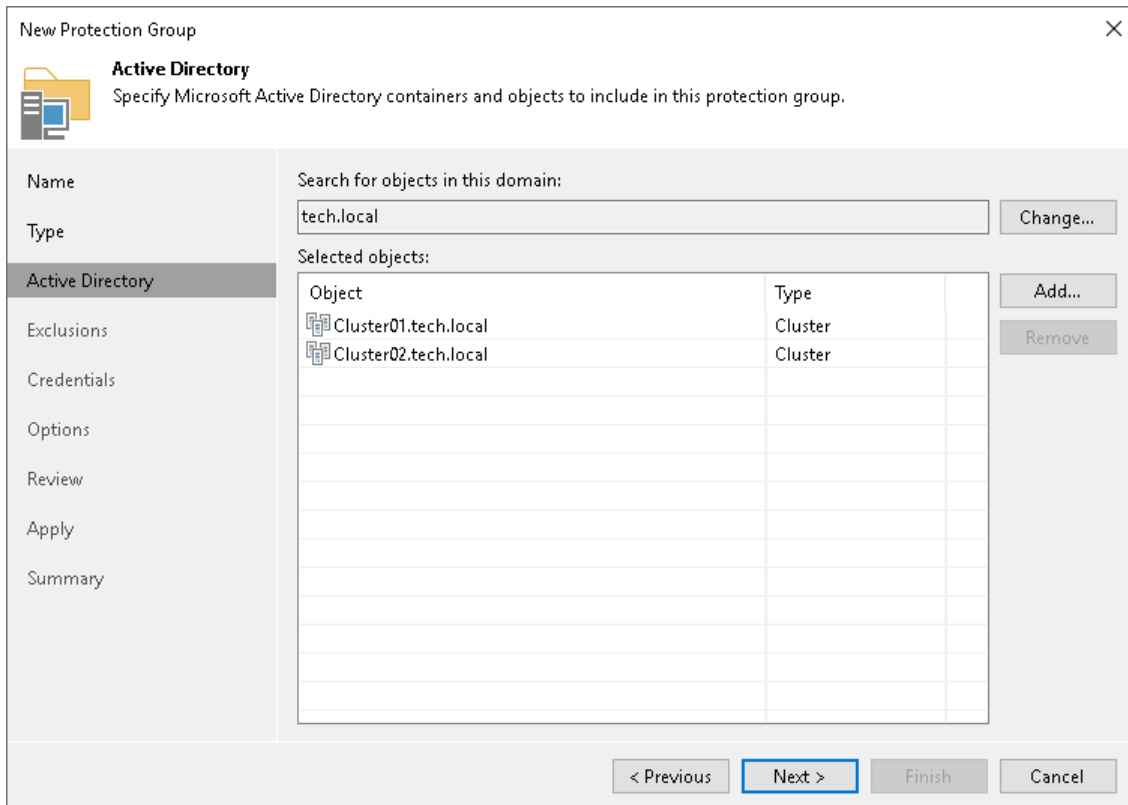 New Protection Group
Active Directory
Specify Microsoft Active Directory containers and objects to include in this protection group.
Name
Type
Active Directory
Exclusions
Credentials
Options
Review
Apply
Summary
Search for objects in this domain:
tech.local
Change...
Selected objects:
Object Type
Cluster01.tech.local Cluster
Cluster02.tech.local Cluster
Add...
Remove
< Previous
Next >
Finish
Cancel